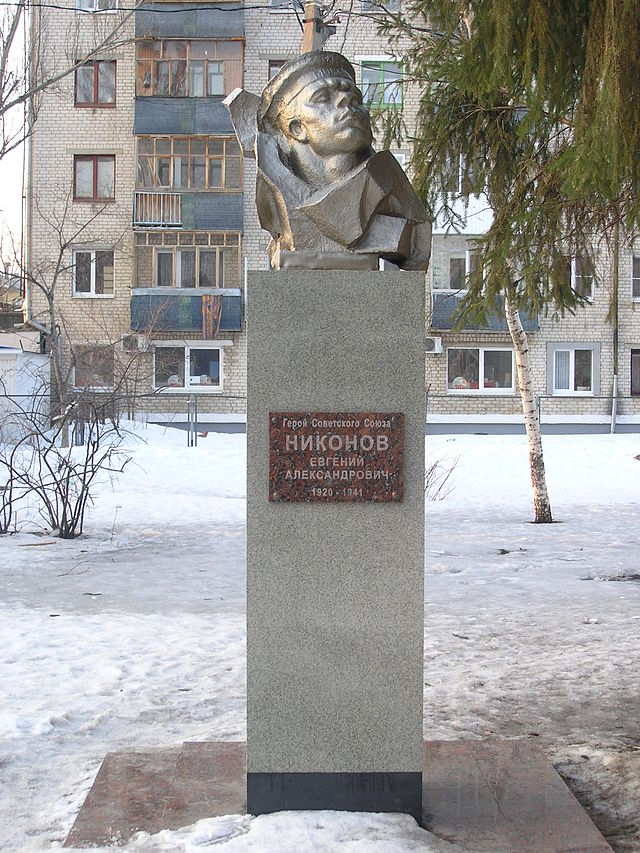 Герой Советского Союза
НИКОНОВ
ЕВГЕНИЙ
АЛЕКСАНДРОВИЧ
1920 - 1941